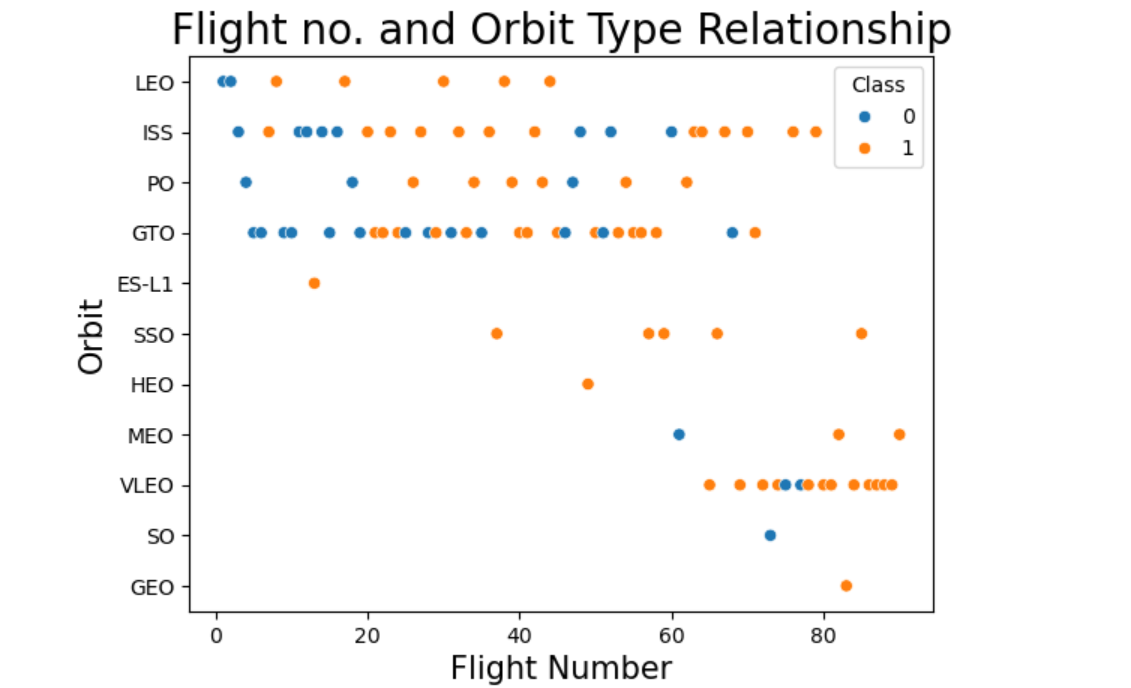 Flight no. and Orbit Type Relationship
Class
0
1
LEO
ISS
PO
GTO
ES-L1
SSO
HEO
MEO
VLEO
SO
GEO
Orbit
0 20 40 60 80
Flight Number